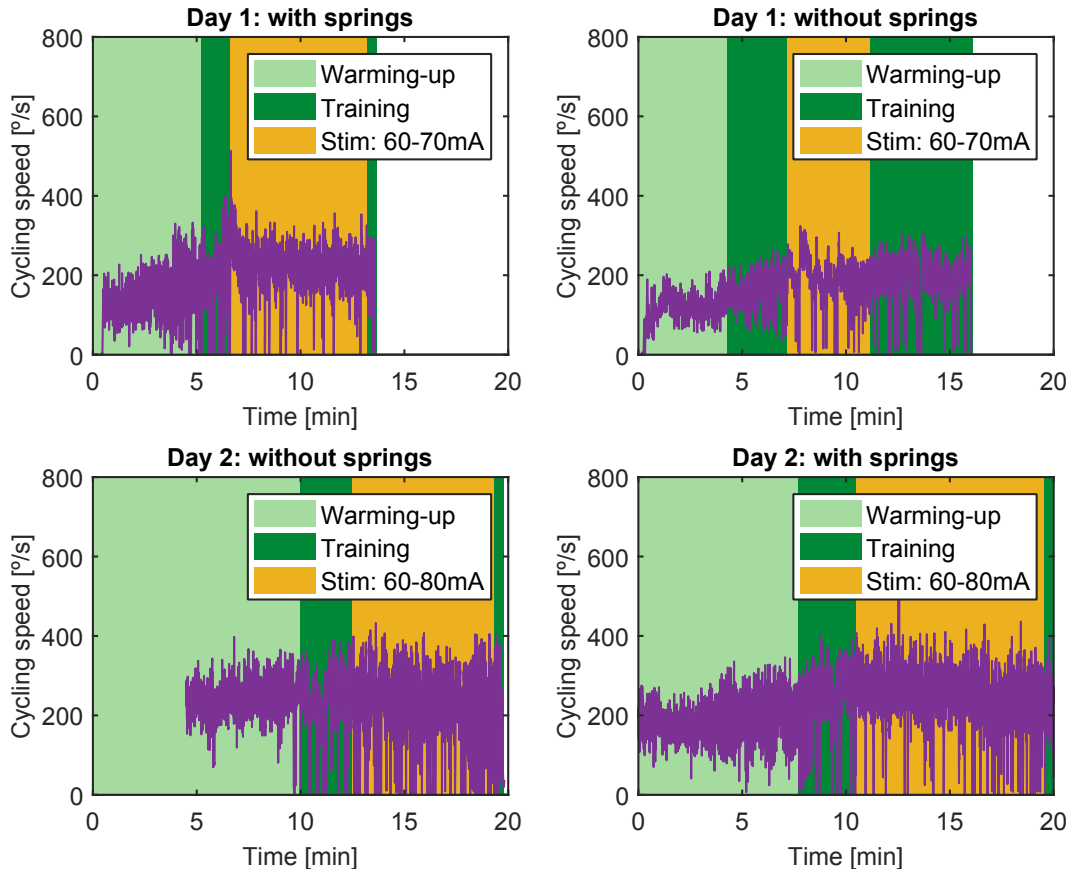 Day 1: with springs
800
600
400
200
0
Cycling speed [º/s]
Warming-up
Training
Stim: 60-70mA
0 5 10 15 20
Time [min]
Day 1: without springs
800
600
400
200
0
Cycling speed [º/s]
Warming-up
Training
Stim: 60-70mA
0 5 10 15 20
Time [min]
Day 2: without springs
800
600
400
200
0
Cycling speed [º/s]
Warming-up
Training
Stim: 60-80mA
0 5 10 15 20
Time [min]
Day 2: with springs
800
600
400
200
0
Cycling speed [º/s]
Warming-up
Training
Stim: 60-80mA
0 5 10 15 20
Time [min]